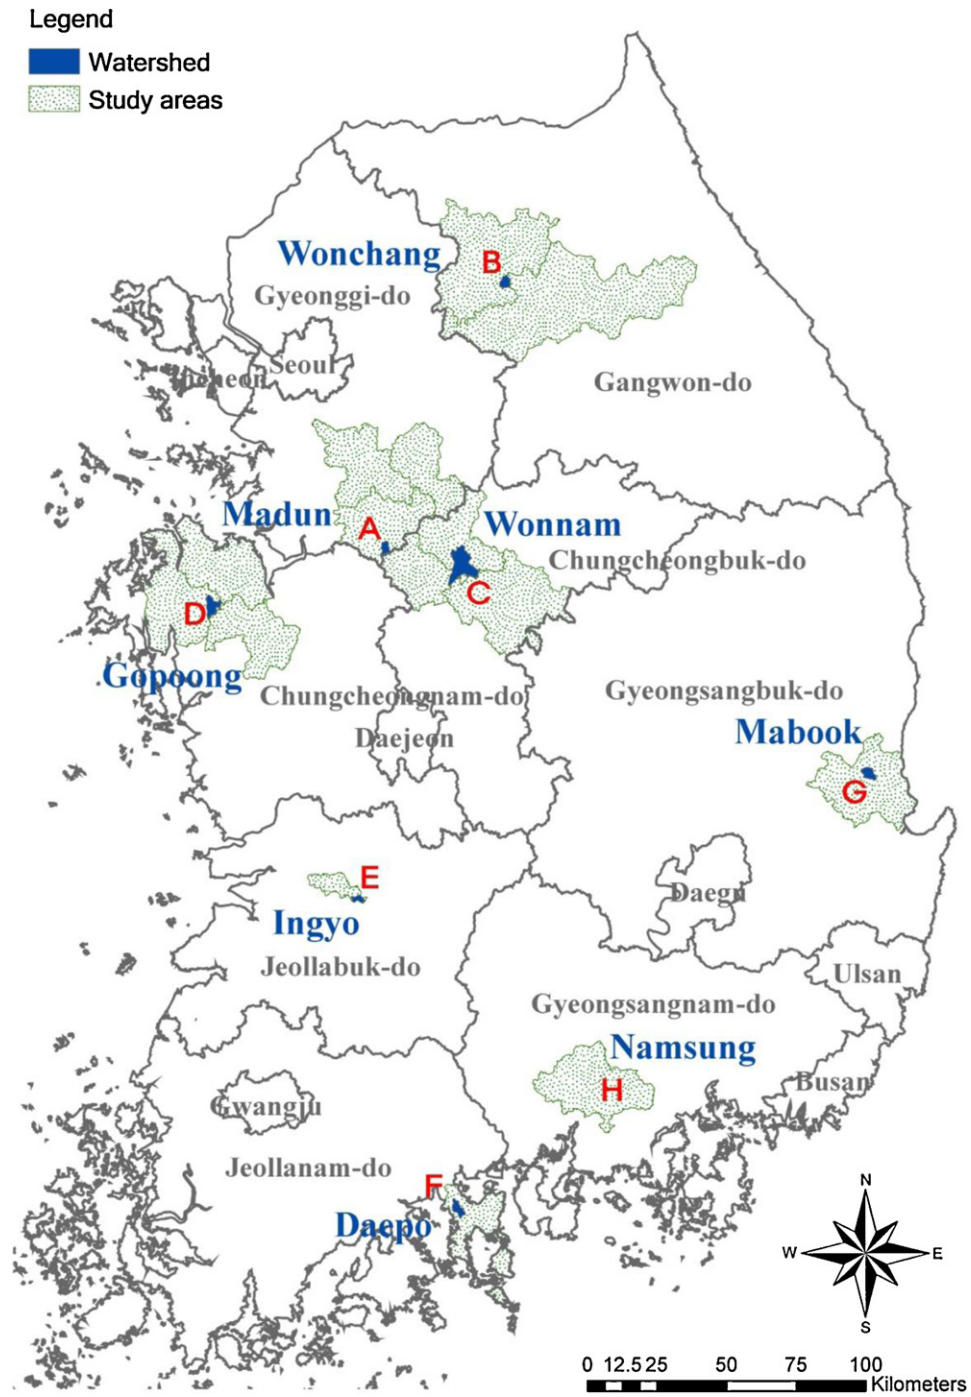 Legend
Watershed
Study areas
Wonchang
B
Gyeonggi-do
Seoul
Incheon
Gangwon-do
Madun
A
Wonnam
Chungcheongbuk-do
C
D
Gopoong
Chungcheongnam-do
Gyeongsangbuk-do
Daejeon
Mabook
G
E
Daegu
Ingyo
Jeollabuk-do
Ulsan
Gyeongsangnam-do
Namsung
H
Busan
Gwangju
Jeollanam-do
F
Daepo
N
W E
S
0 12.5 25 50 75 100
Kilometers